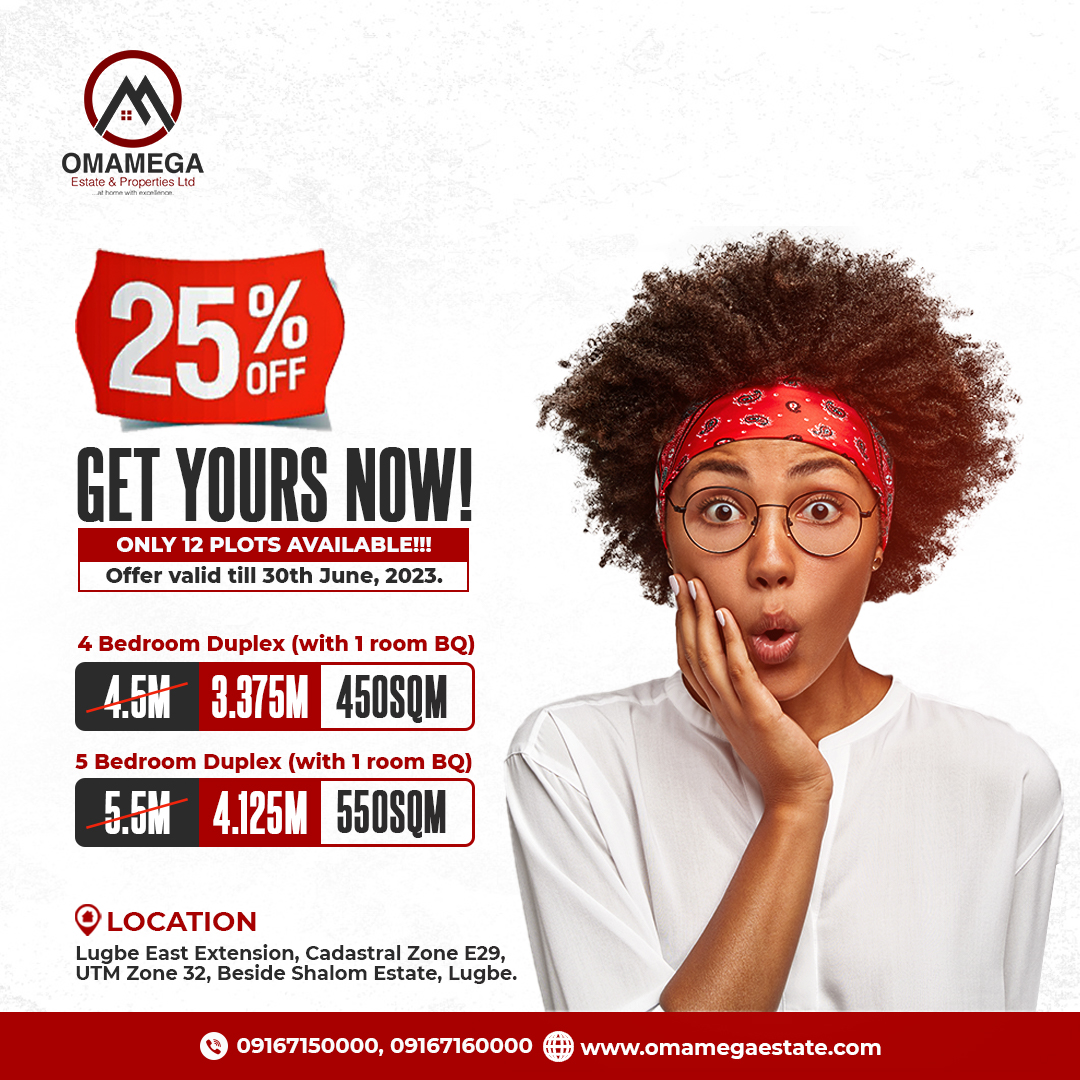 OMAMEGA
Estate & Properties Ltd
...at home with excellence.
25% OFF
GET YOURS NOW!
ONLY 12 PLOTS AVAILABLE!!!
Offer valid till 30th June, 2023.
4 Bedroom Duplex (with 1 room BQ)
4.5M 3.375M 450SQM
5 Bedroom Duplex (with 1 room BQ)
5.5M 4.125M 550SQM
LOCATION
Lugbe East Extension, Cadastral Zone E29,
UTM Zone 32, Beside Shalom Estate, Lugbe.
09167150000, 09167160000 www.omamegaestate.com